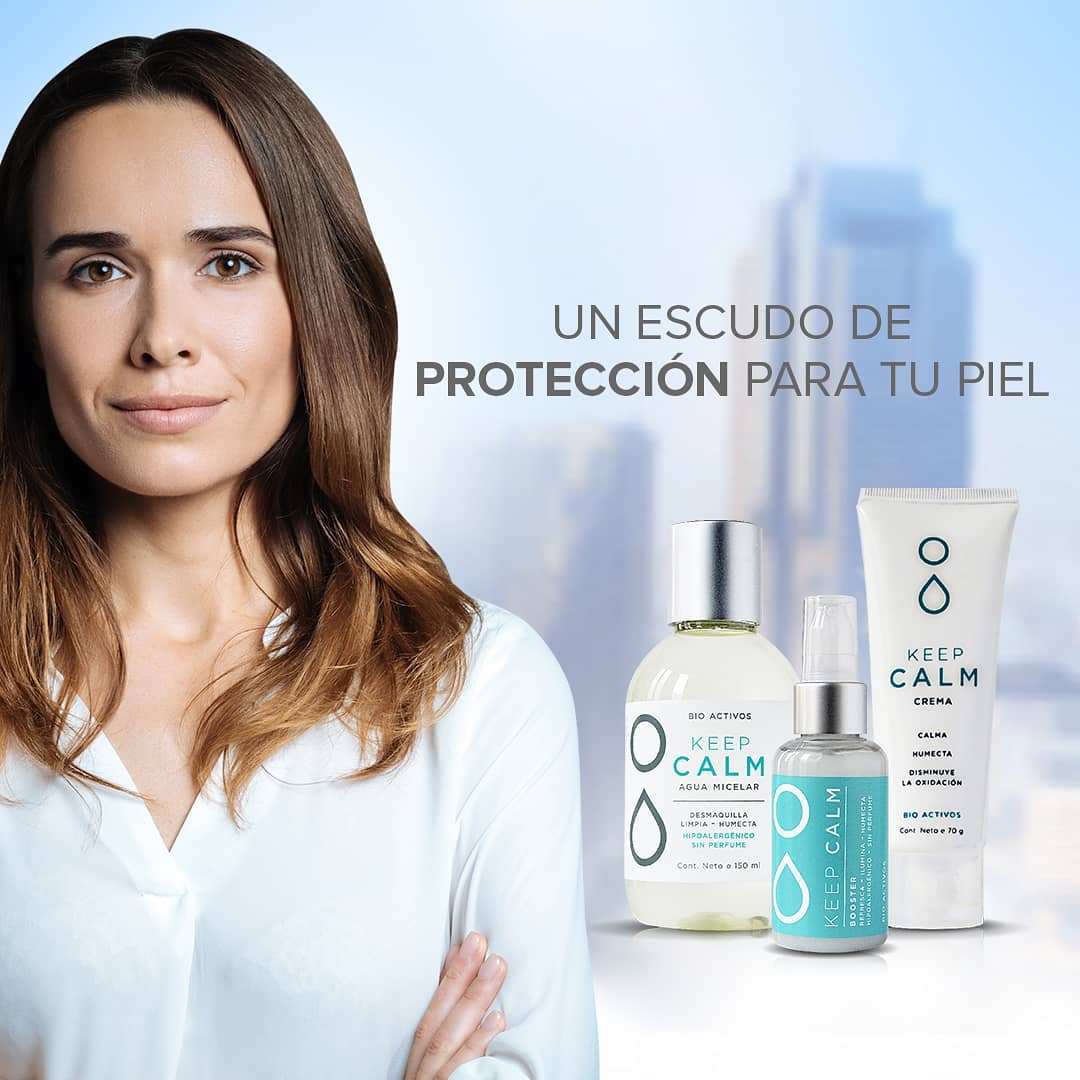 UN ESCUDO DE
PROTECCIÓN PARA TU PIEL
BIO ACTIVOS
KEEP
CALM
AGUA MICELAR
DESMAQUILLA
LIMPIA - HUMECTA
HIPOALERGÉNICO
SIN PERFUME
Cont. Neto e 150 ml
KEEP CALM
BOOSTER
REFRESCA - ILUMINA - HUMECTA
HIPOALERGÉNICO - SIN PERFUME
BIO ACTIVOS
KEEP
CALM
CREMA
CALMA
HUMECTA
DISMINUYE
LA OXIDACIÓN
BIO ACTIVOS
Cont. Neto e 70 g